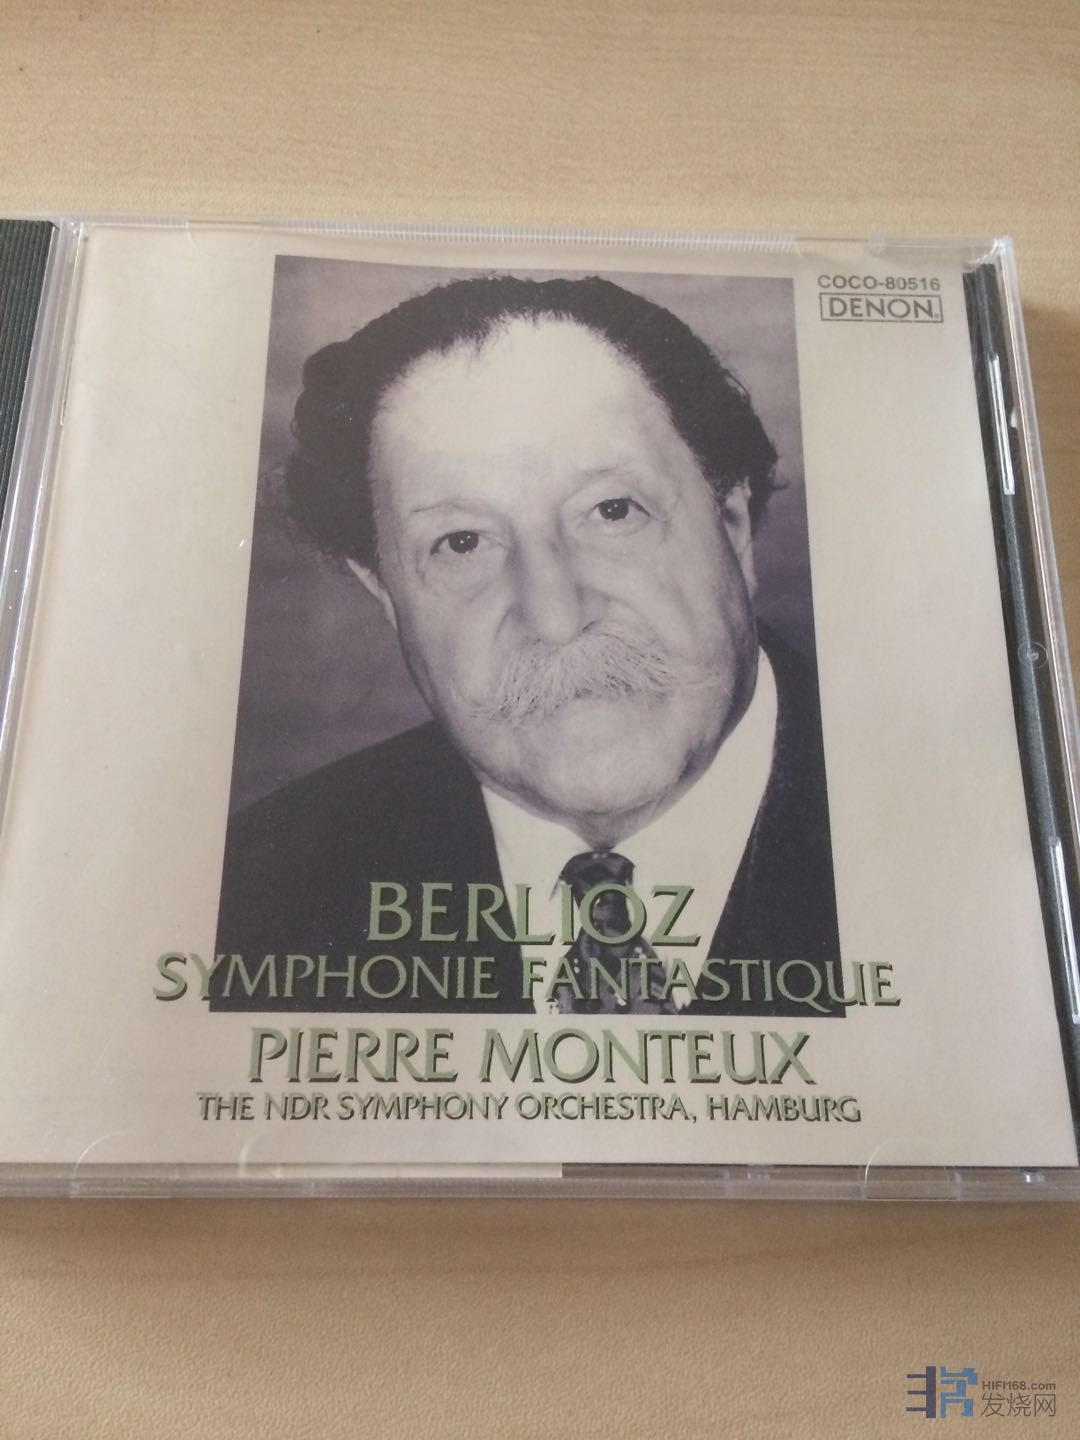 COCO-80516
DENON
BERLIOZ
SYMPHONIE FANTASTIQUE
PIERRE MONTEUX
THE NDR SYMPHONY ORCHESTRA, HAMBURG
HIFI168.com
发烧网